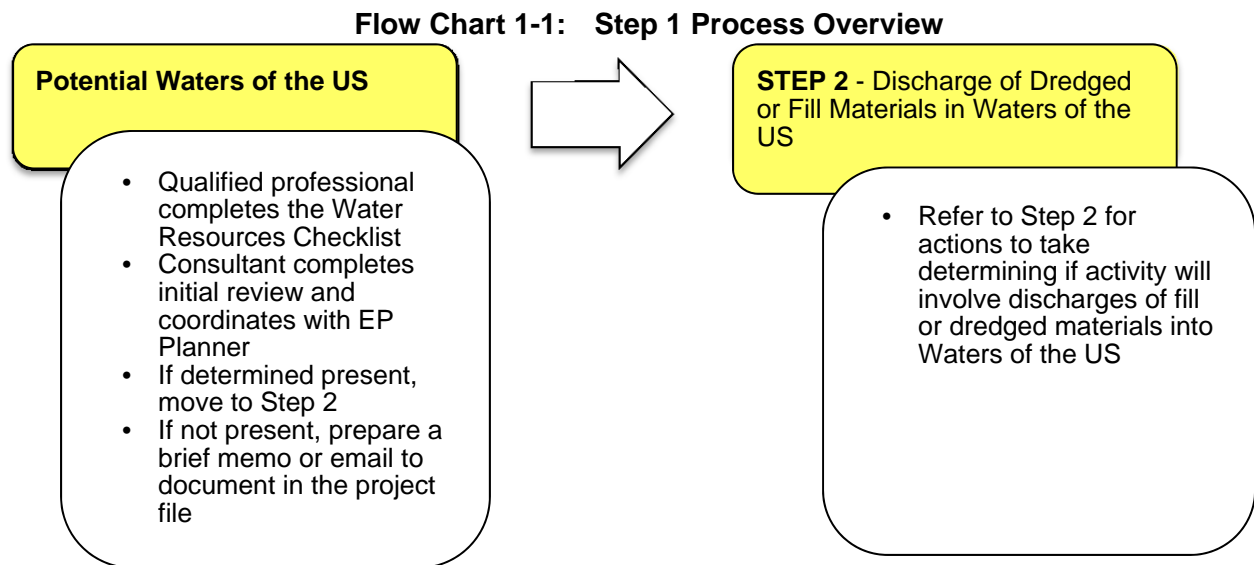 Flow Chart 1-1: Step 1 Process Overview
Potential Waters of the US
• Qualified professional
completes the Water
Resources Checklist
• Consultant completes
initial review and
coordinates with EP
Planner
• If determined present,
move to Step 2
• If not present, prepare a
brief memo or email to
document in the project
file
STEP 2 - Discharge of Dredged
or Fill Materials in Waters of the
US
• Refer to Step 2 for
actions to take
determining if activity will
involve discharges of fill
or dredged materials into
Waters of the US